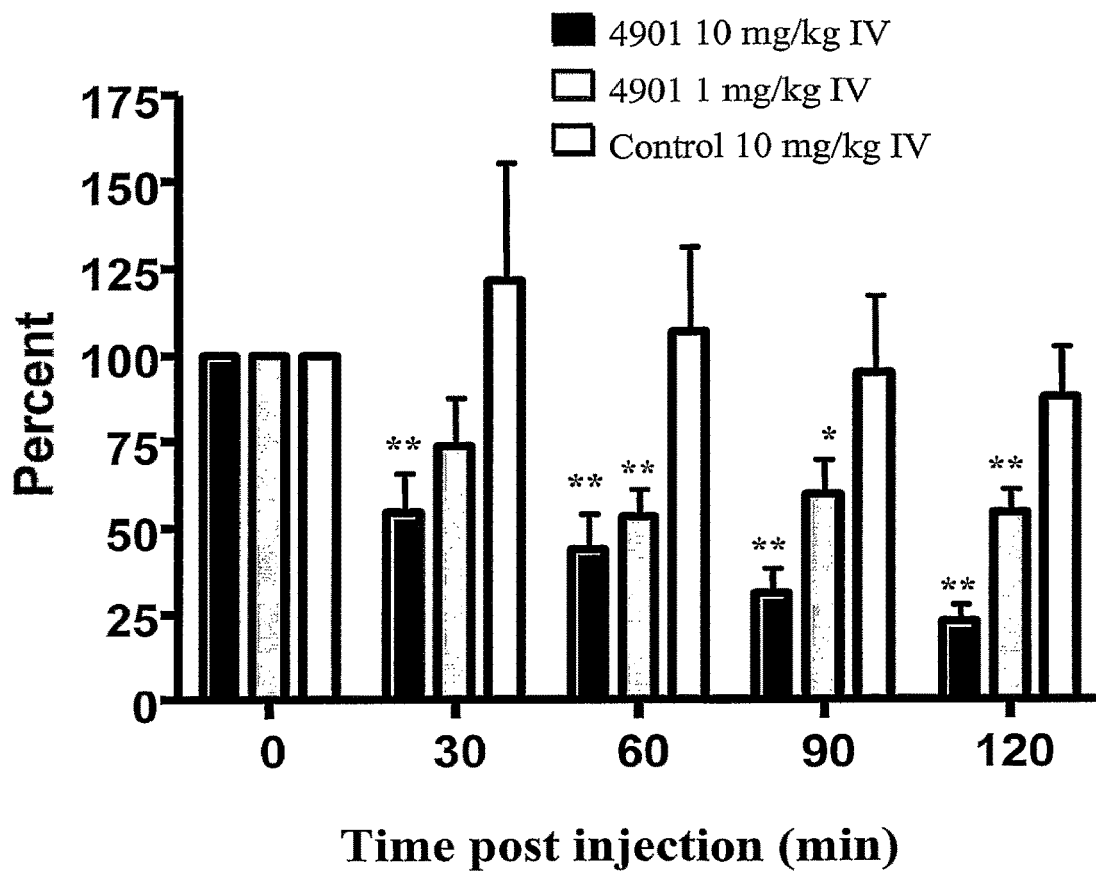 4901 10 mg/kg IV
4901 1 mg/kg IV
Control 10 mg/kg IV
175
150
125
100
75
50
25
0
Percent
**
**
**
**
*
**
**
0 30 60 90 120
Time post injection (min)